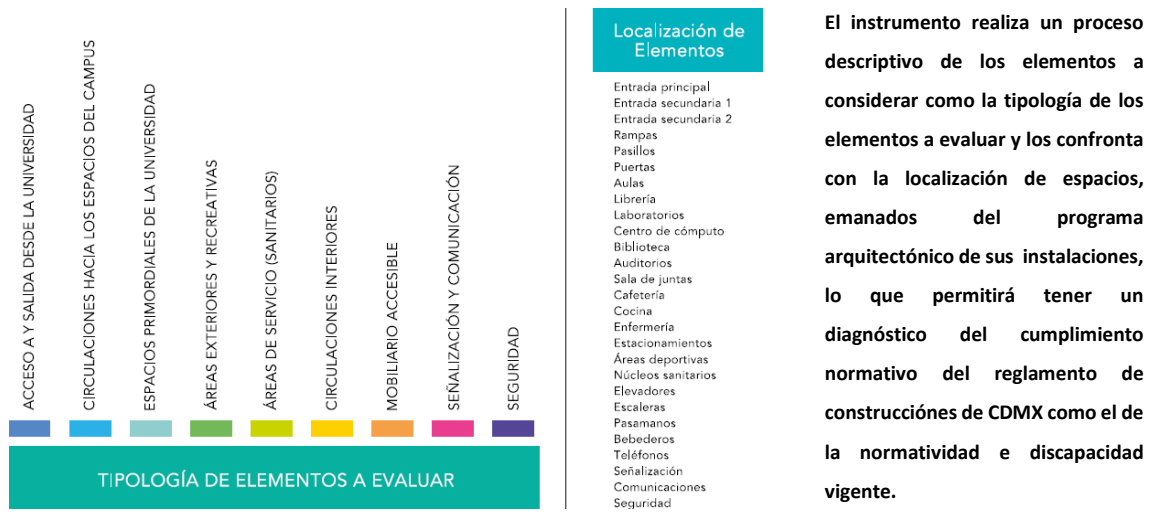 ACCESO A Y SALIDA DESDE LA UNIVERSIDAD
CIRCULACIONES HACIA LOS ESPACIOS DEL CAMPUS
ESPACIOS PRIMORDIALES DE LA UNIVERSIDAD
ÁREAS EXTERIORES Y RECREATIVAS
ÁREAS DE SERVICIO (SANITARIOS)
CIRCULACIONES INTERIORES
MOBILIARIO ACCESIBLE
SEÑALIZACIÓN Y COMUNICACIÓN
SEGURIDAD
TIPOLOGÍA DE ELEMENTOS A EVALUAR
Localización de
Elementos
Entrada principal
Entrada secundaria 1
Entrada secundaria 2
Rampas
Pasillos
Puertas
Aulas
Librería
Laboratorios
Centro de cómputo
Biblioteca
Auditorios
Sala de juntas
Cafetería
Cocina
Enfermería
Estacionamientos
Áreas deportivas
Núcleos sanitarios
Elevadores
Escaleras
Pasamanos
Bebederos
Teléfonos
Señalización
Comunicaciones
Seguridad
El instrumento realiza un proceso
descriptivo de los elementos a
considerar como la tipología de los
elementos a evaluar y los confronta
con la localización de espacios,
emanados del programa
arquitectónico de sus instalaciones,
lo que permitirá tener un
diagnóstico del cumplimiento
normativo del reglamento de
construcciónes de CDMX como el de
la normatividad e discapacidad
vigente.